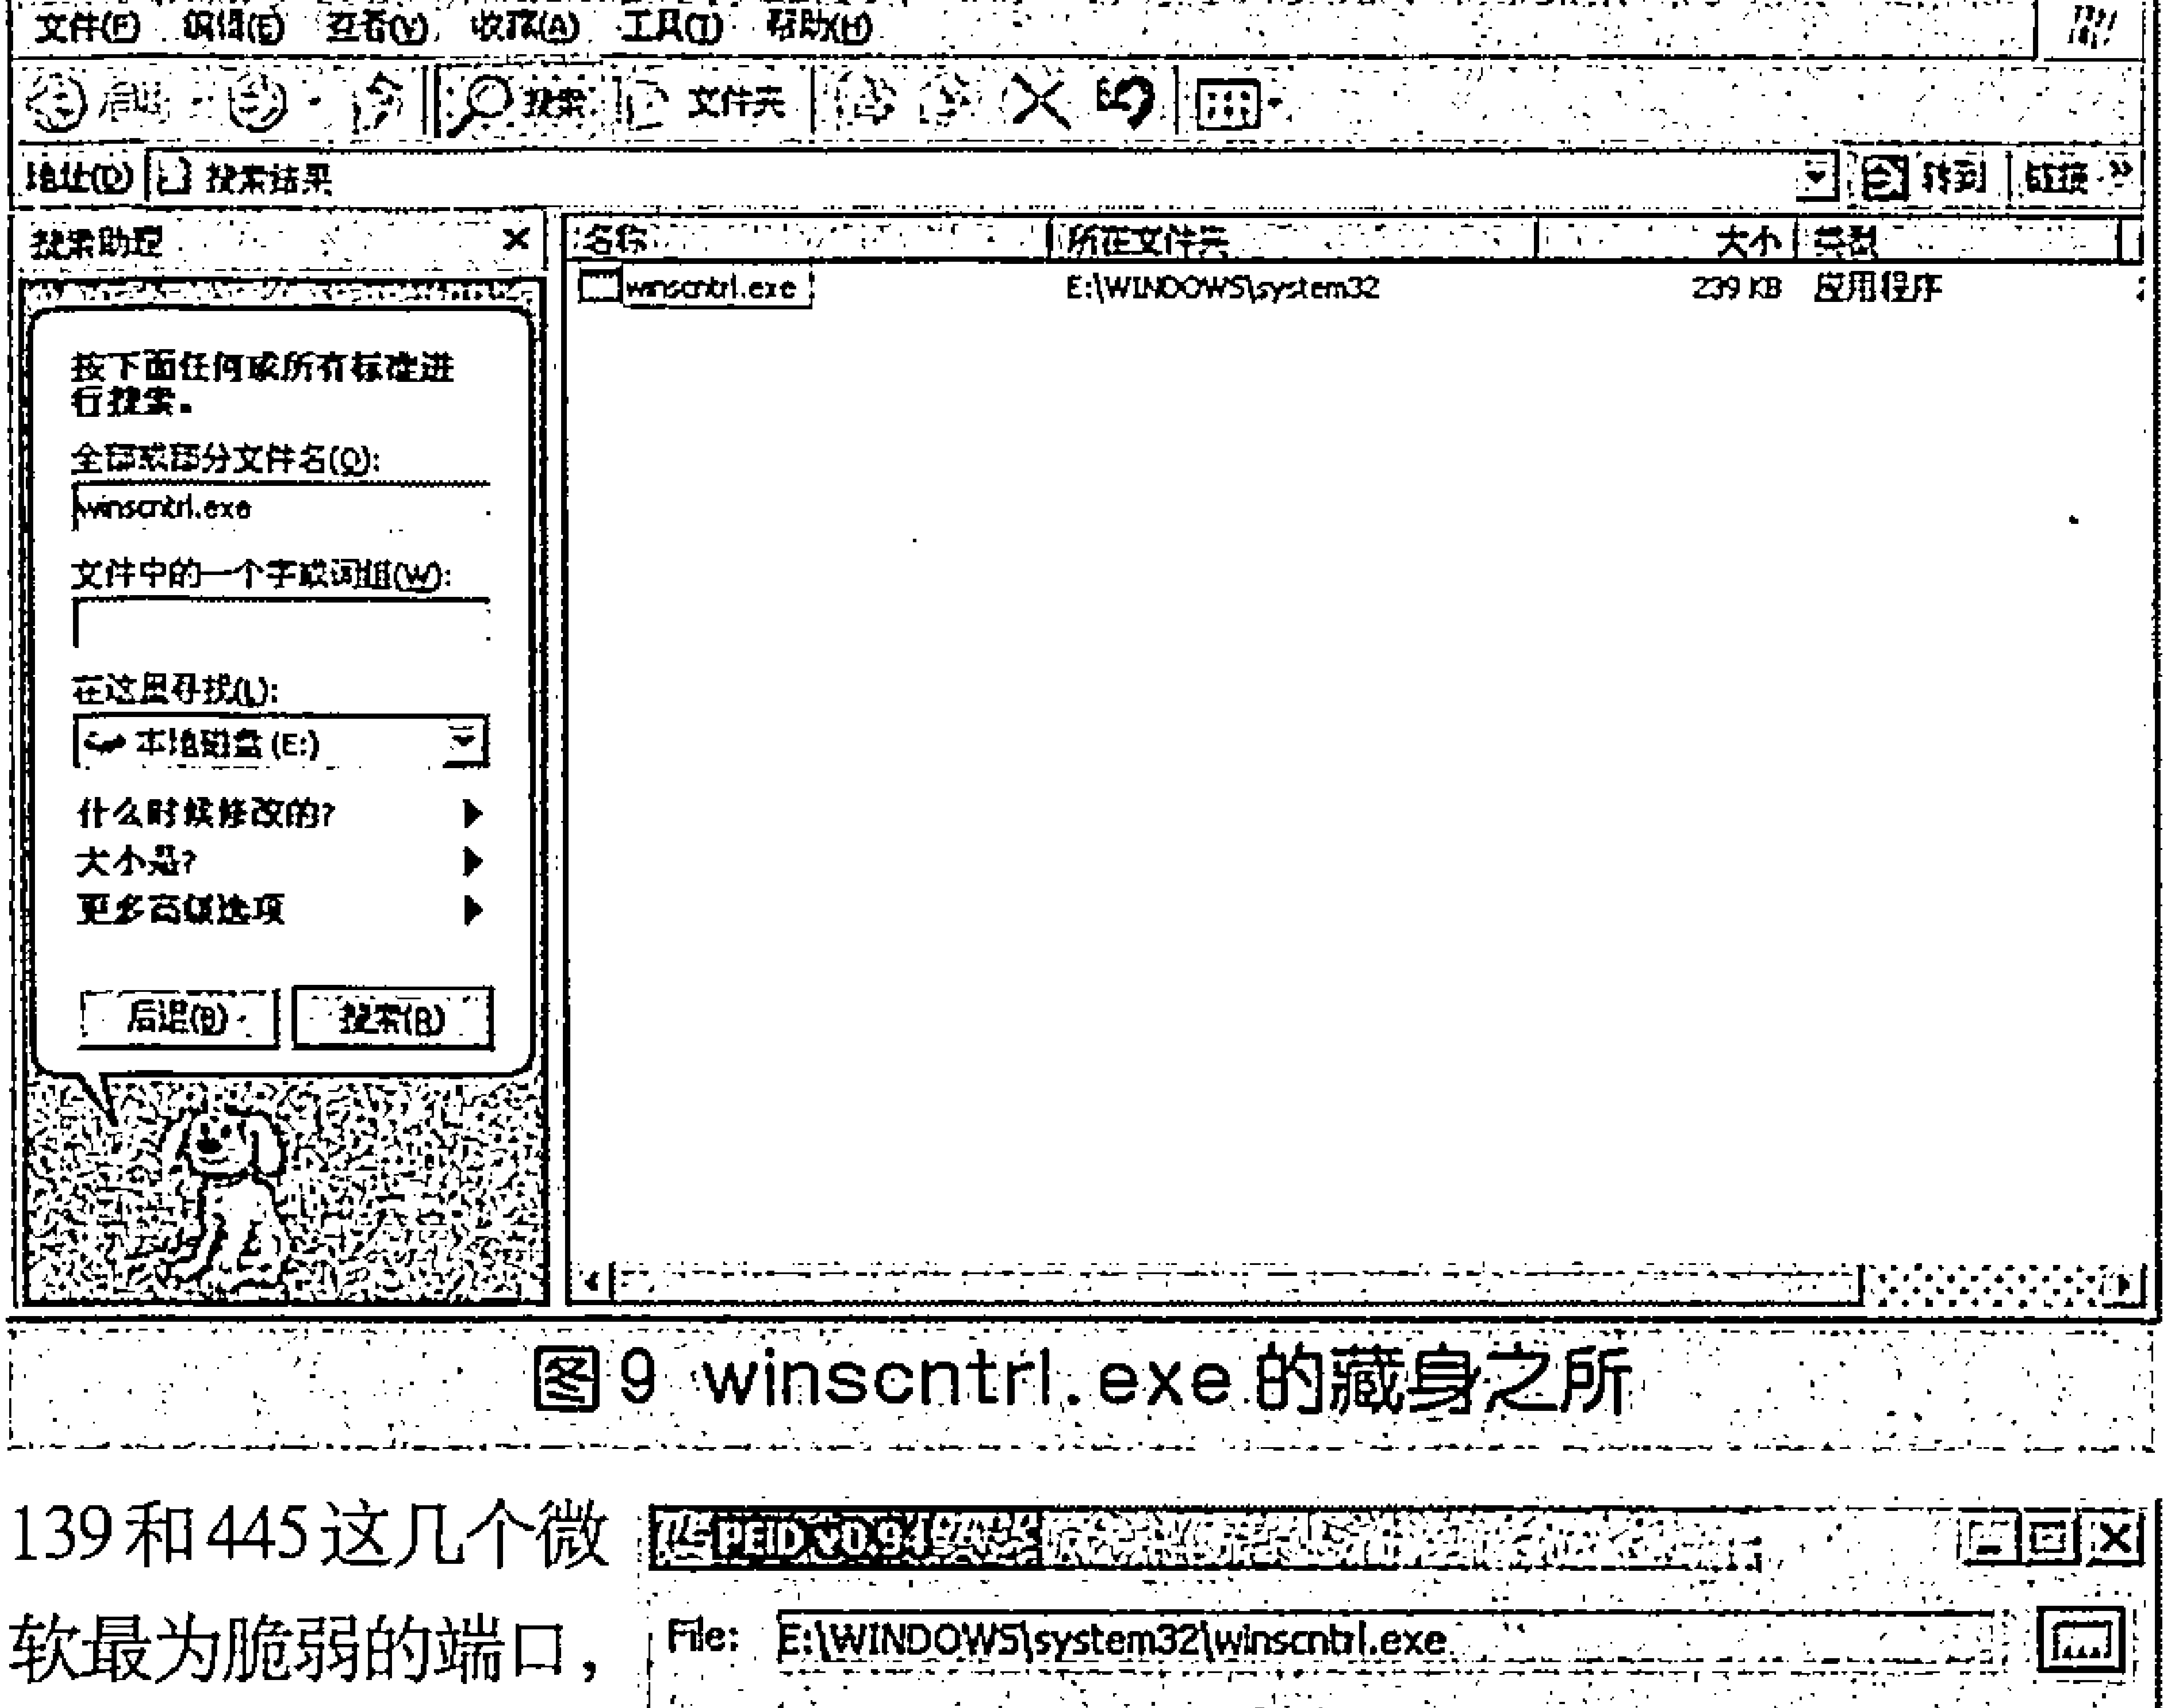 文件(F) 编辑(E) 查看(V) 收藏(A) 工具(T) 帮助(H)
后退 搜索 文件夹
地址(D) 搜索结果 转到 链接 »
搜索助理
名称 所在文件夹 大小 类型
winscntrl.exe E:\WINDOWS\system32 239 KB 应用程序
按下面任何或所有标准进
行搜索。
全部或部分文件名(O):
winscntrl.exe
文件中的一个字或词组(W):
在这里寻找(L):
本地磁盘 (E:)
什么时候修改的?
大小是?
更多高级选项
后退(B) 搜索(R)
图9 winscntrl.exe的藏身之所
139和445这几个微
软最为脆弱的端口,
PEiD v0.94
File: E:\WINDOWS\system32\winscntrl.exe